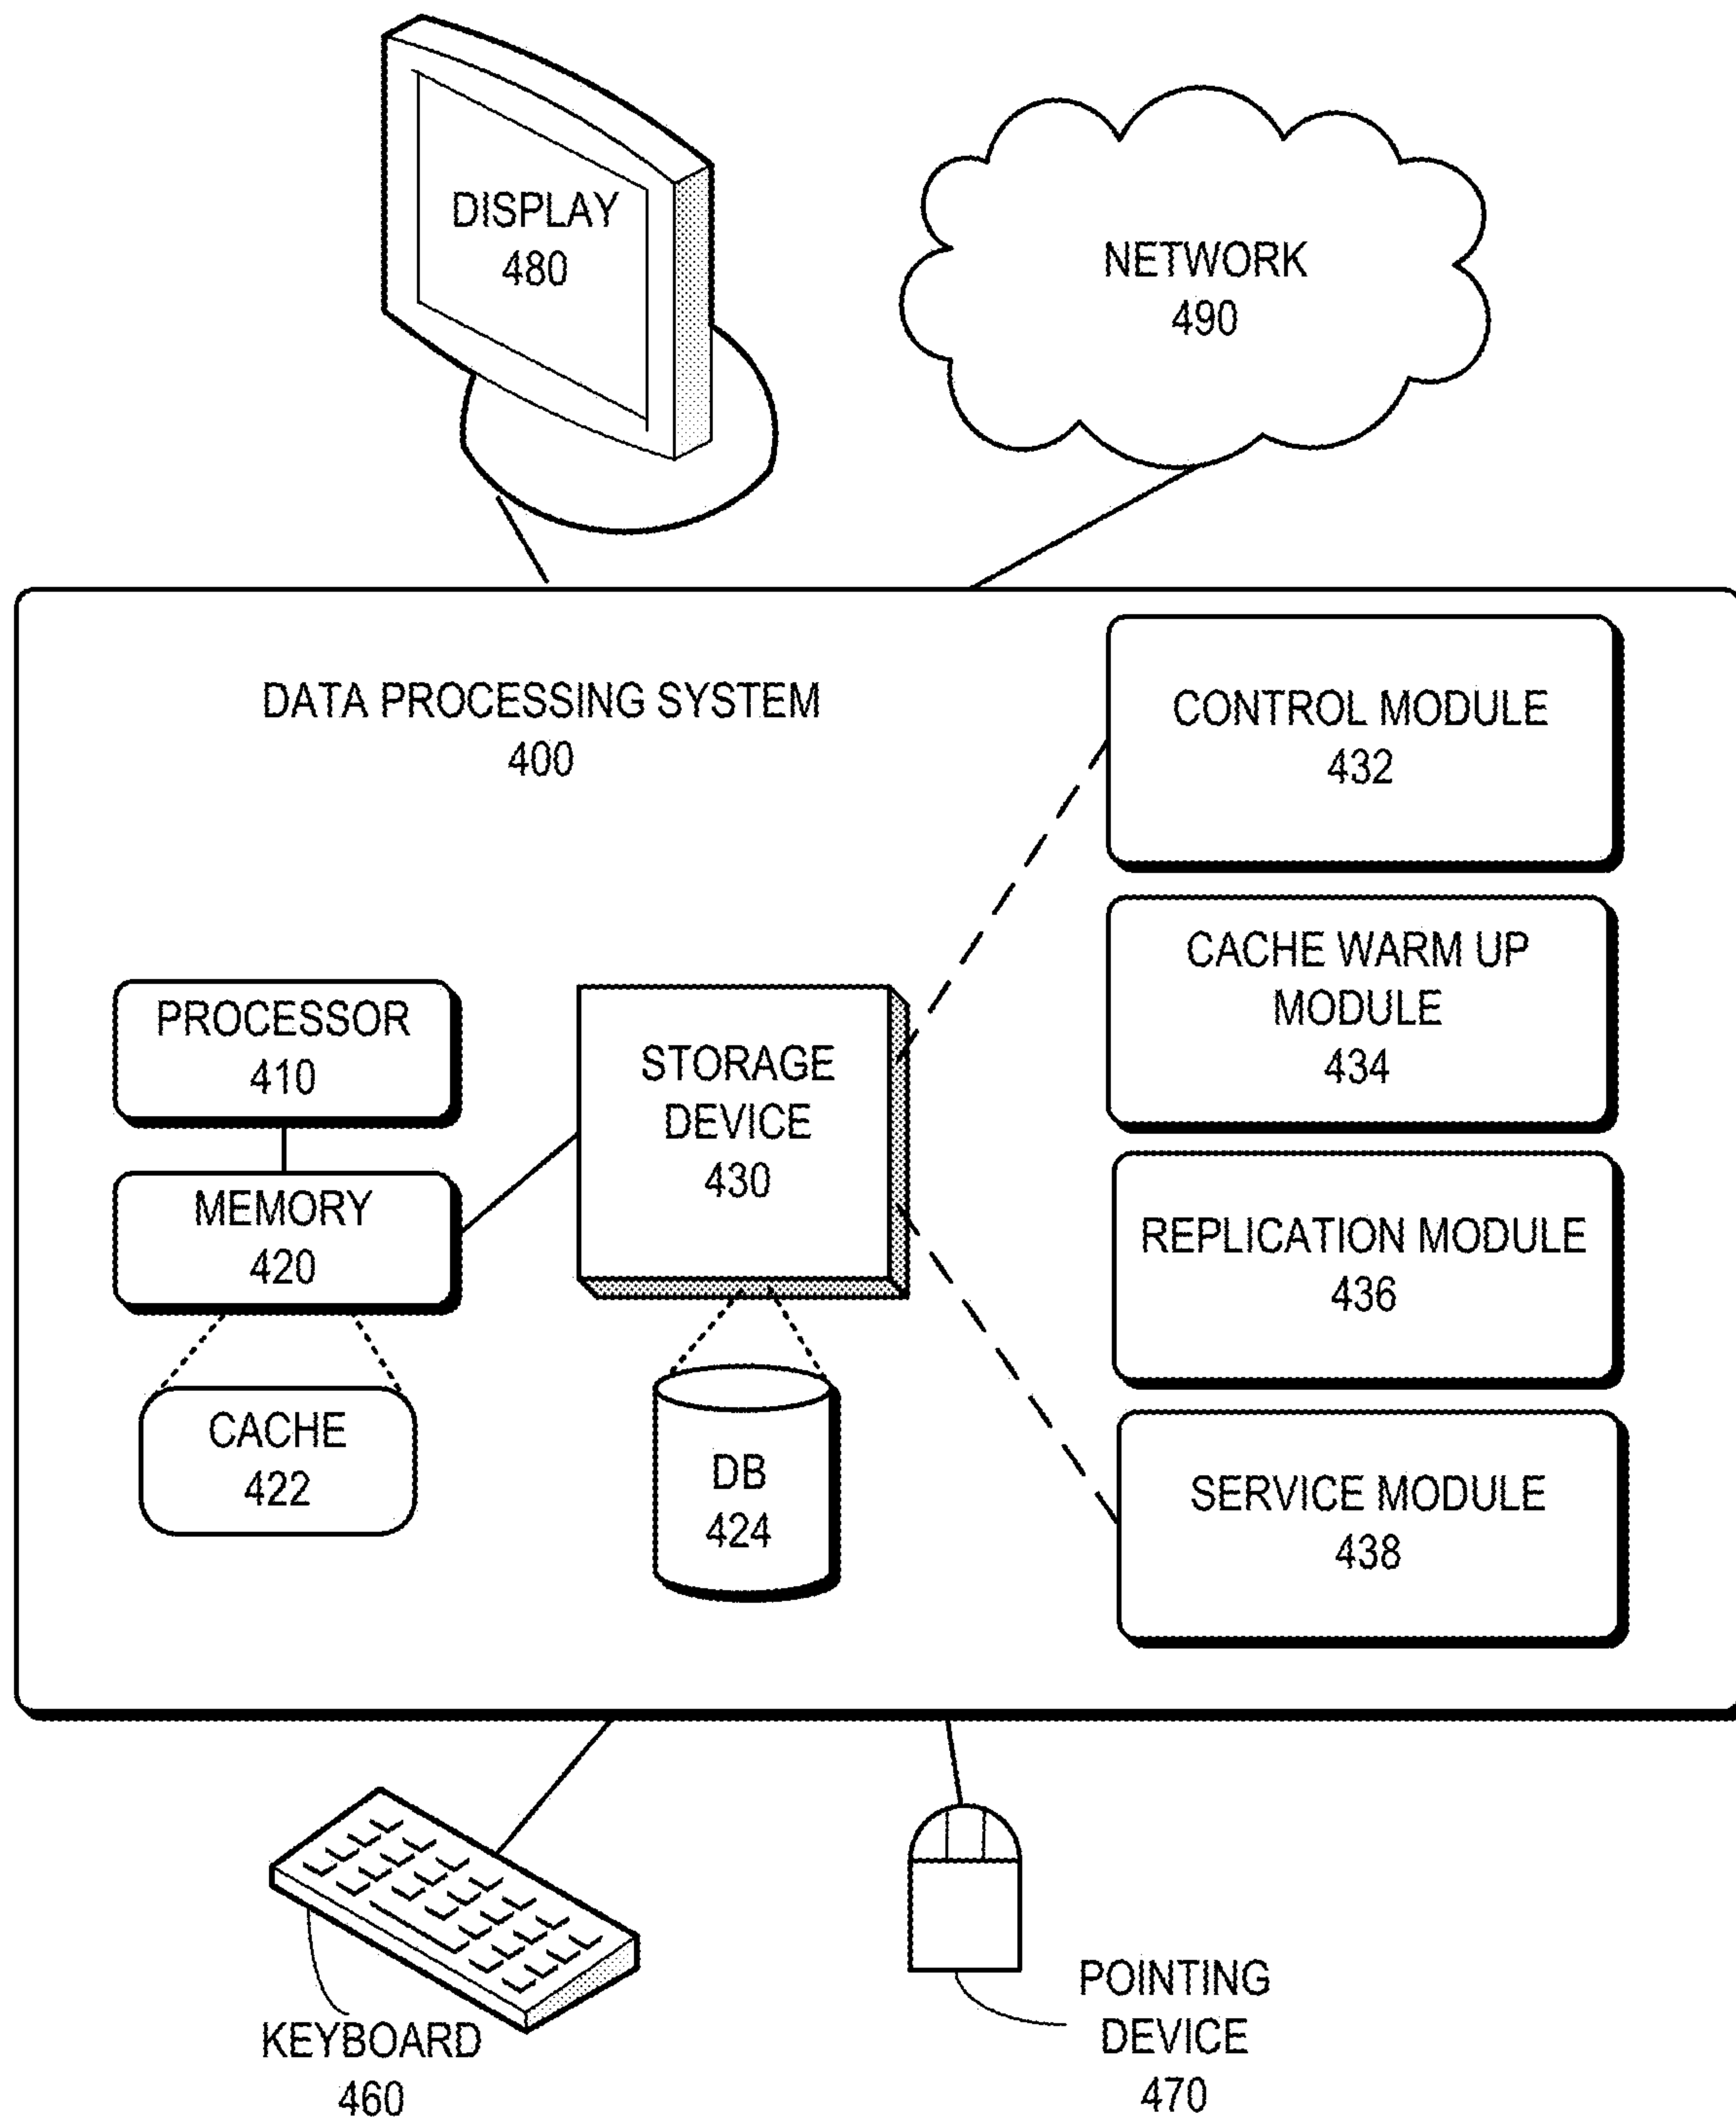 DISPLAY
480
NETWORK
490
DATA PROCESSING SYSTEM
400
CONTROL MODULE
432
CACHE WARM UP
MODULE
434
PROCESSOR
410
STORAGE
DEVICE
430
MEMORY
420
REPLICATION MODULE
436
CACHE
422
DB
424
SERVICE MODULE
438
KEYBOARD
460
POINTING
DEVICE
470